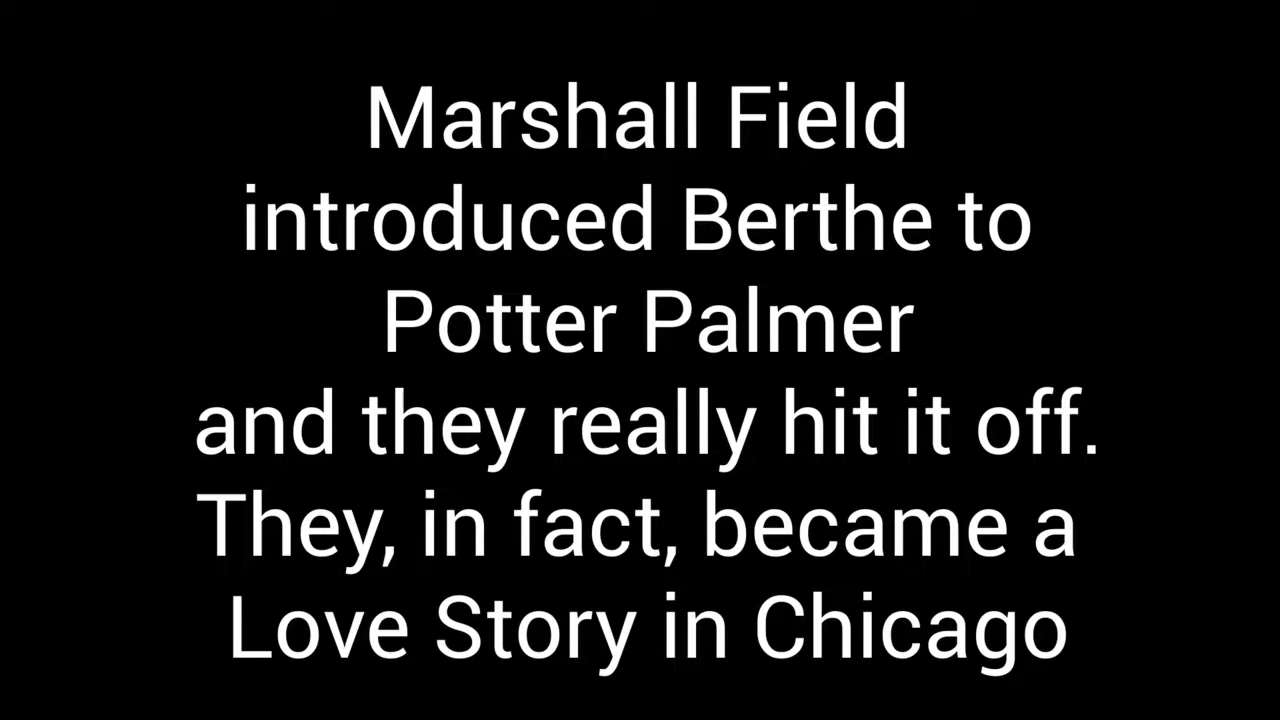 Marshall Field
introduced Berthe to
Potter Palmer
and they really hit it off.
They, in fact, became a
Love Story in Chicago